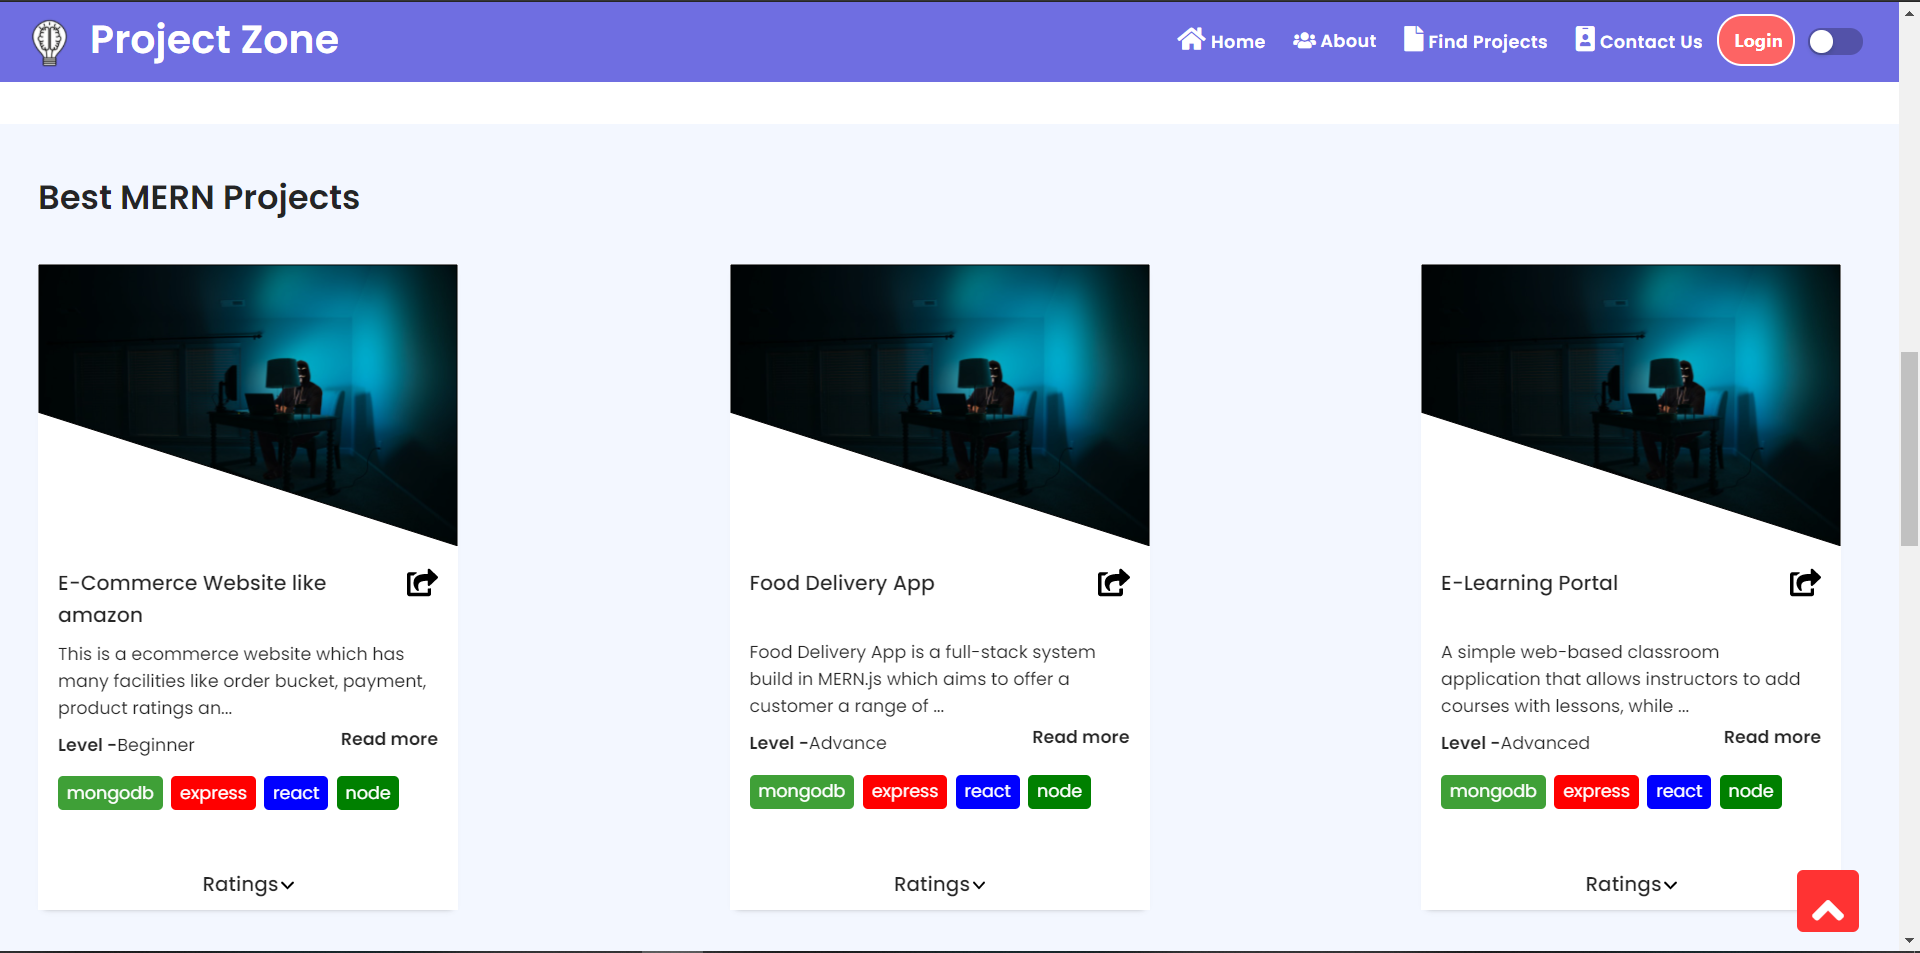 Project Zone
Home
About
Find Projects
Contact Us
Login
Best MERN Projects
E-Commerce Website like
amazon
This is a ecommerce website which has
many facilities like order bucket, payment,
product ratings an...
Level -Beginner
Read more
mongodb express react node
Ratings
Food Delivery App
Food Delivery App is a full-stack system
build in MERN.js which aims to offer a
customer a range of ...
Level -Advance
Read more
mongodb express react node
Ratings
E-Learning Portal
A simple web-based classroom
application that allows instructors to add
courses with lessons, while ...
Level -Advanced
Read more
mongodb express react node
Ratings